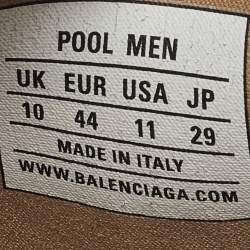 POOL MEN
UK EUR USA JP
10 44 11 29
MADE IN ITALY
WWW.BALENCIAGA.COM